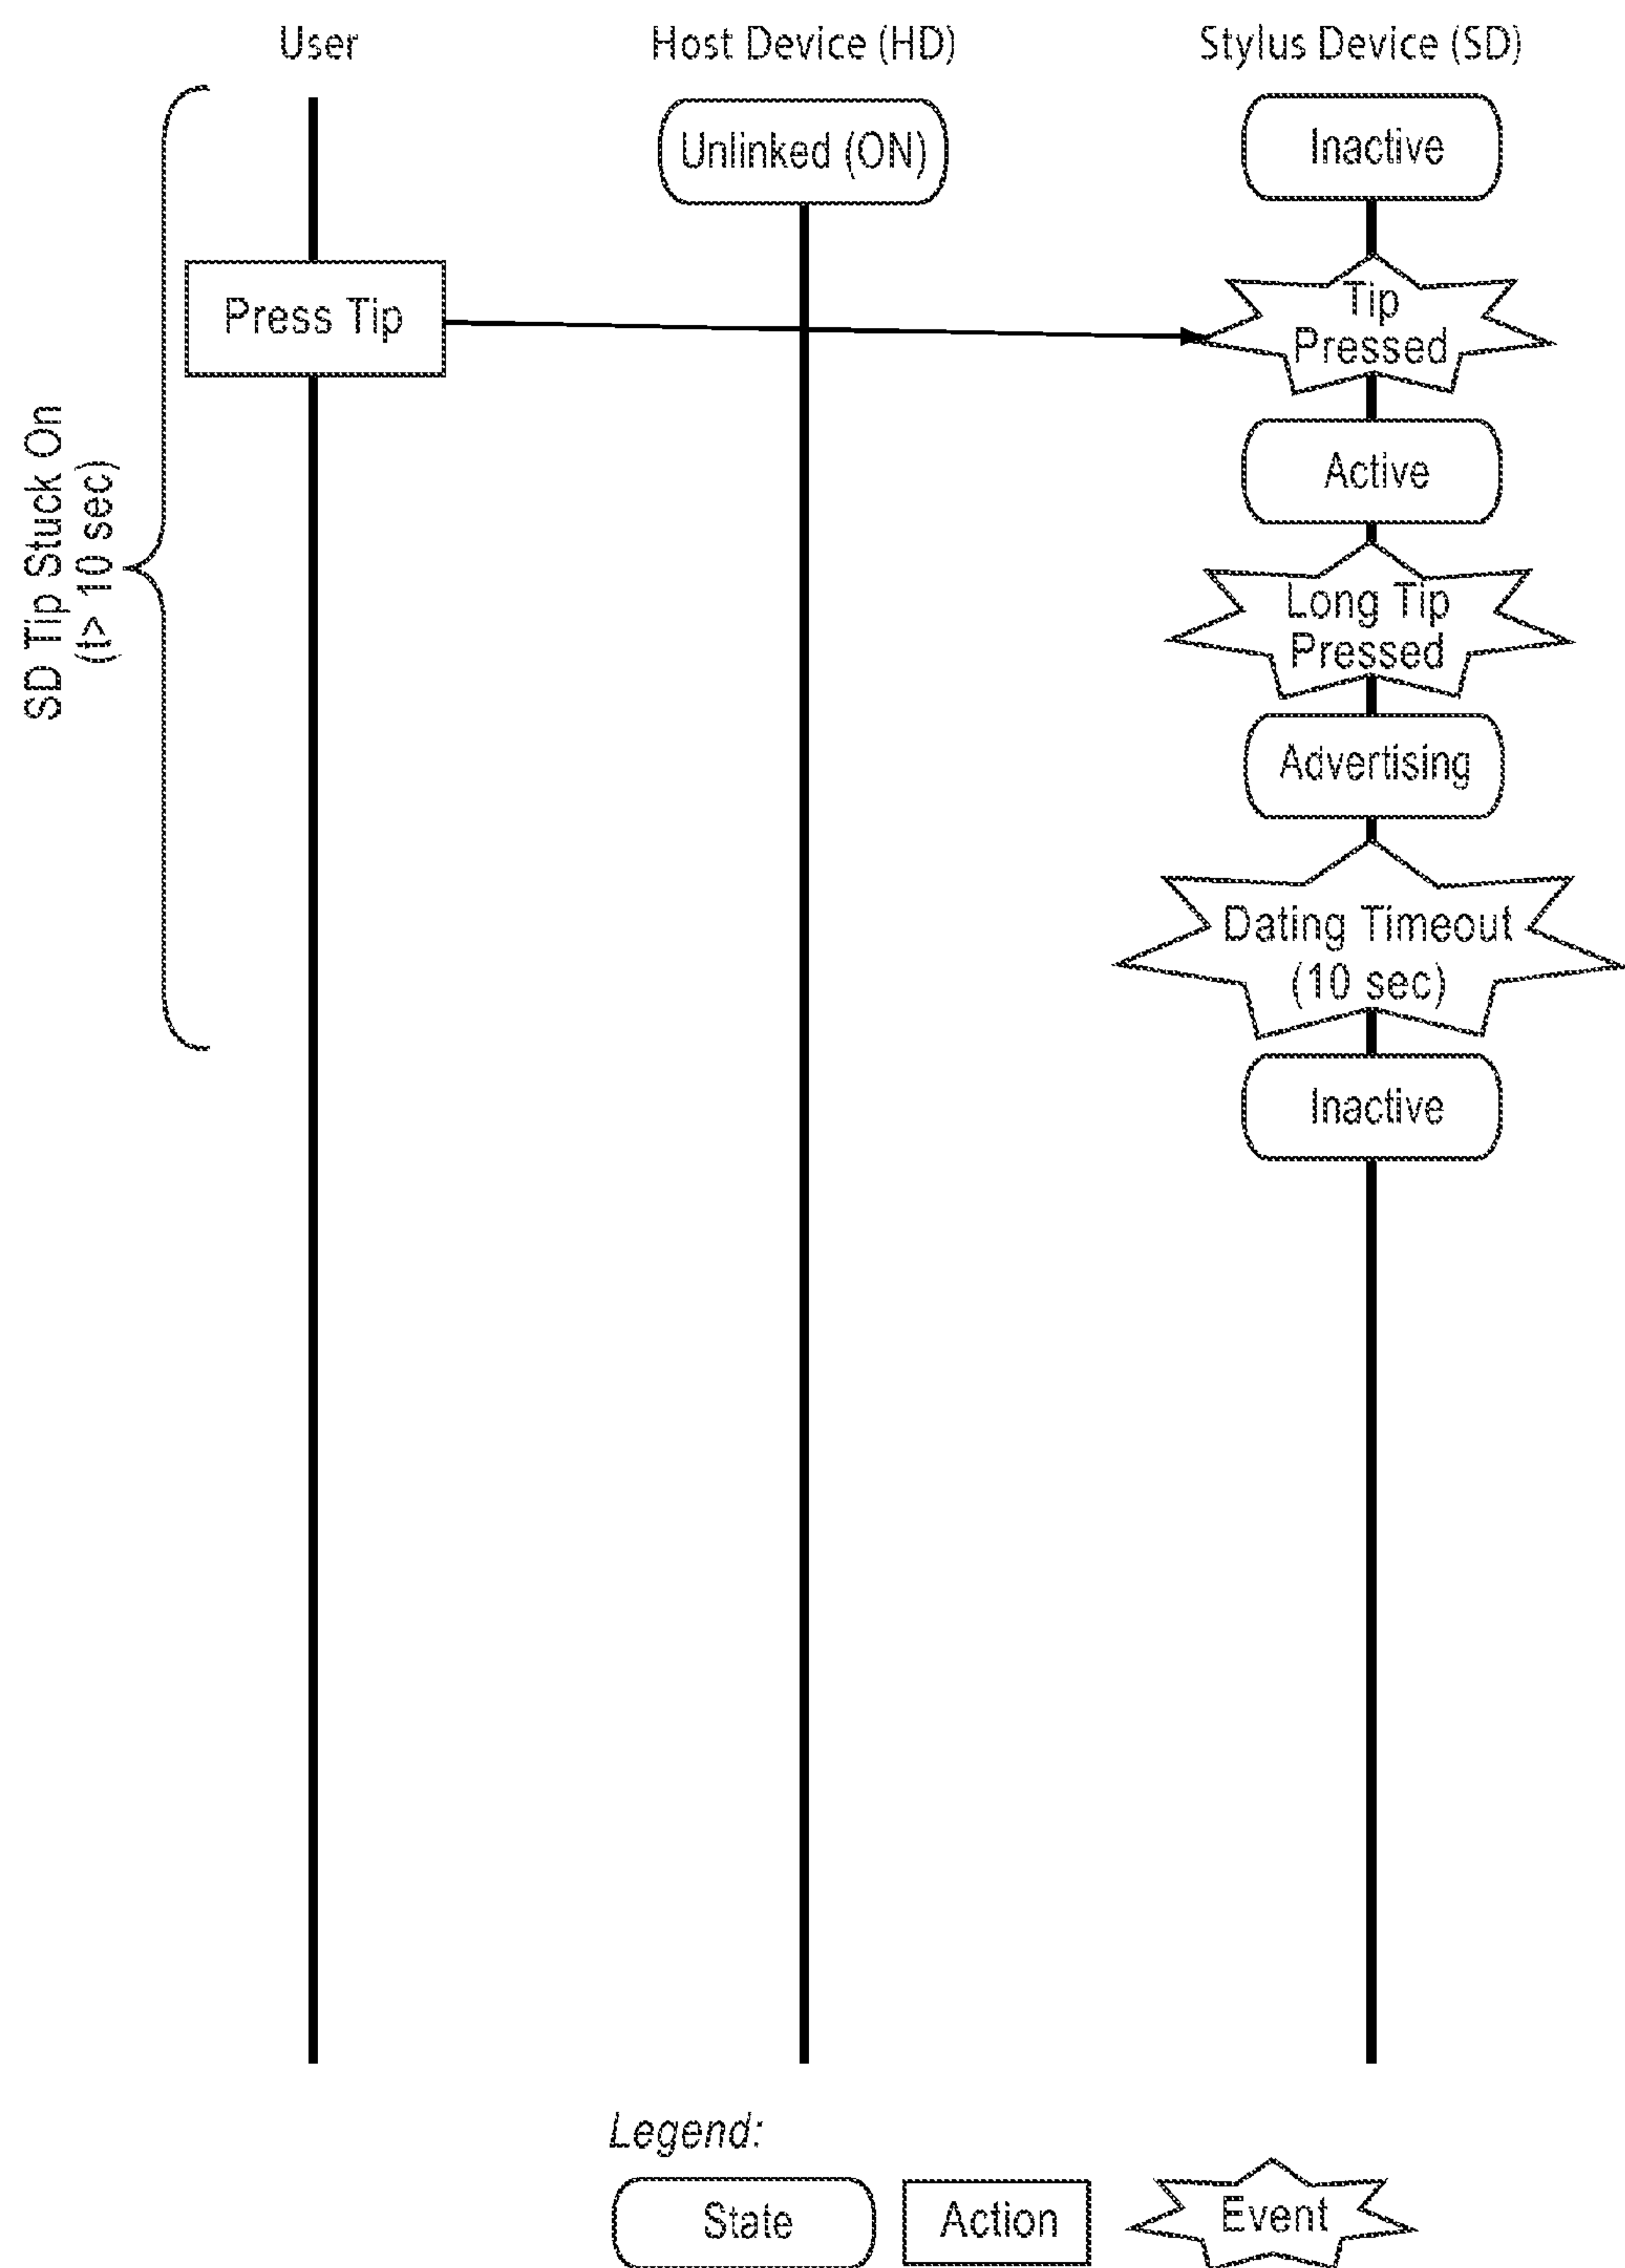 User
Host Device (HD)
Stylus Device (SD)
Unlinked (ON)
Inactive
Press Tip
Tip
Pressed
SD Tip Stuck On
(t> 10 sec)
Active
Long Tip
Pressed
Advertising
Dating Timeout
(10 sec)
Inactive
Legend:
State
Action
Event